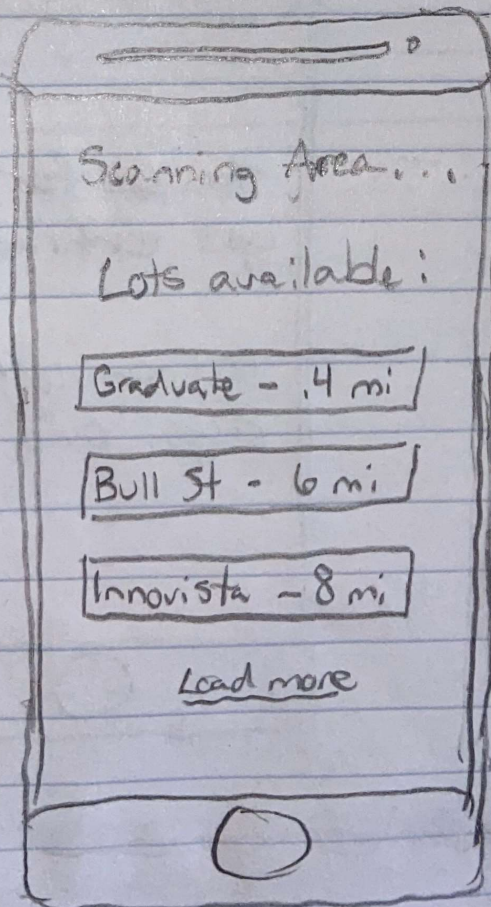 Scanning Area...
Lots available:
Graduate - .4 mi
Bull St - 6 mi
Innovista - 8 mi
Load more